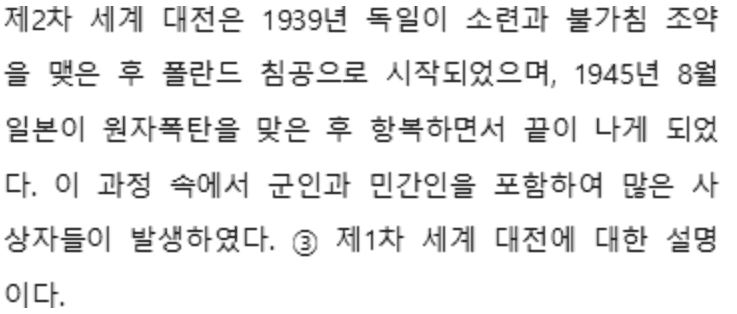 제2차 세계 대전은 1939년 독일이 소련과 불가침 조약
을 맺은 후 폴란드 침공으로 시작되었으며, 1945년 8월
일본이 원자폭탄을 맞은 후 항복하면서 끝이 나게 되었
다. 이 과정 속에서 군인과 민간인을 포함하여 많은 사
상자들이 발생하였다. ③ 제1차 세계 대전에 대한 설명
이다.